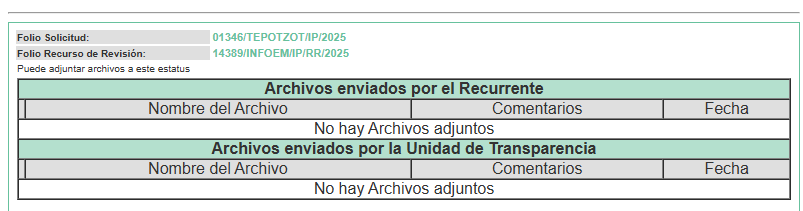 Folio Solicitud: 01346/TEPOTZOT/IP/2025
Folio Recurso de Revisión: 14389/INFOEM/IP/RR/2025
Puede adjuntar archivos a este estatus
Archivos enviados por el Recurrente
Nombre del Archivo Comentarios Fecha
No hay Archivos adjuntos
Archivos enviados por la Unidad de Transparencia
Nombre del Archivo Comentarios Fecha
No hay Archivos adjuntos